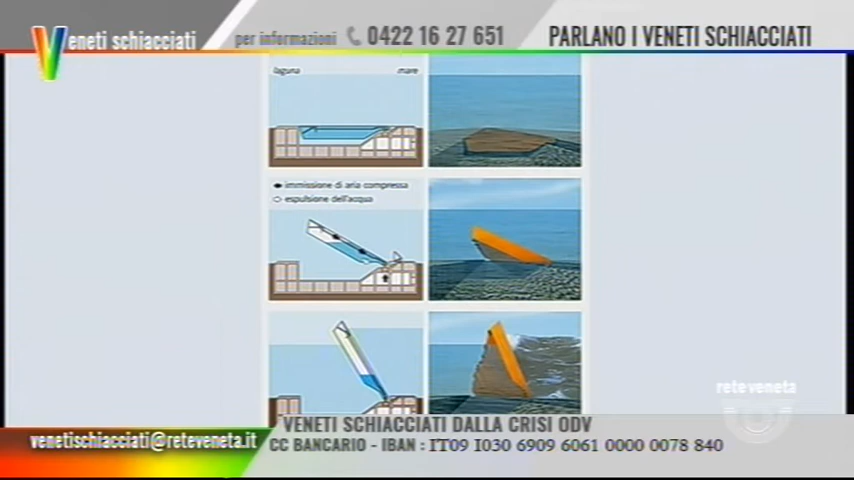 Veneti schiacciati
per informazioni 0422 16 27 651
PARLANO I VENETI SCHIACCIATI
laguna mare
immissione di aria compressa
espulsione dell'acqua
reteveneta
venetischiacciati@reteveneta.it
VENETI SCHIACCIATI DALLA CRISI ODV
CC BANCARIO - IBAN : IT09 I030 6909 6061 0000 0078 840